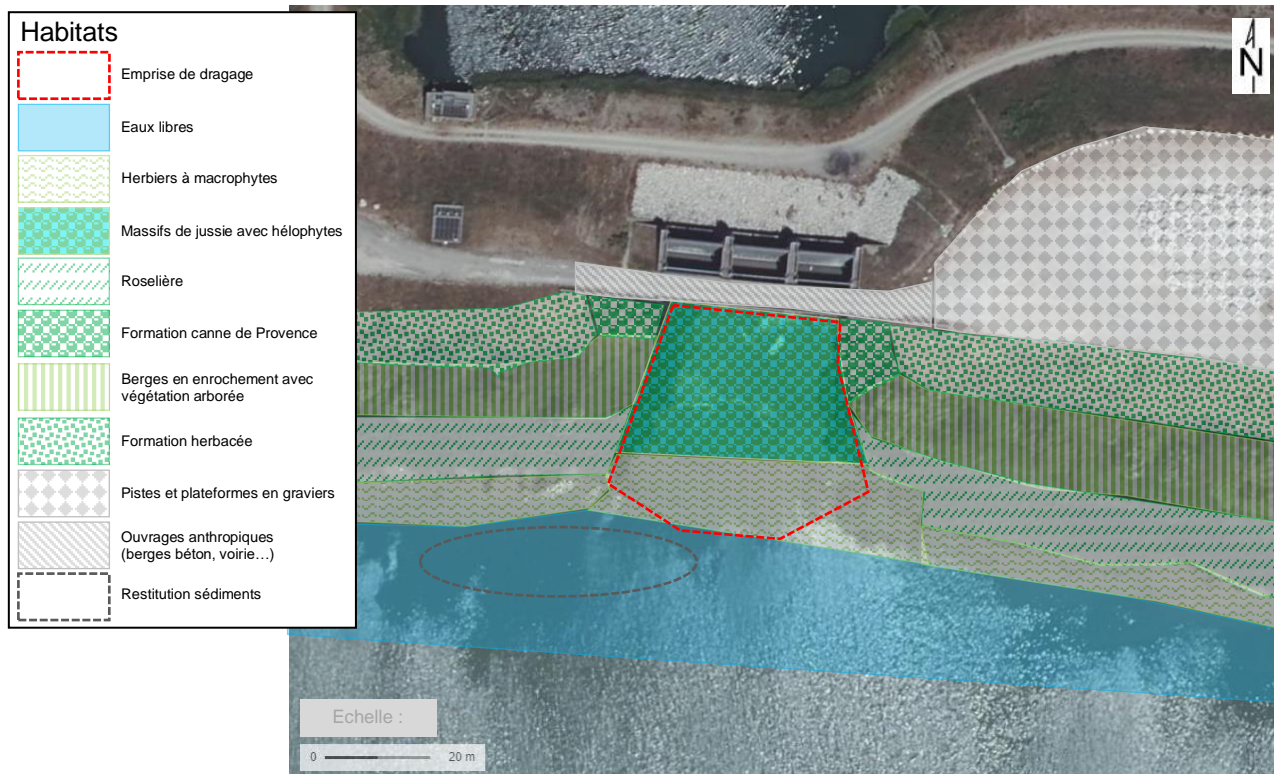 Habitats
Emprise de dragage
Eaux libres
Herbiers à macrophytes
Massifs de jussie avec hélophytes
Roselière
Formation canne de Provence
Berges en enrochement avec
végétation arborée
Formation herbacée
Pistes et plateformes en graviers
Ouvrages anthropiques
(berges béton, voirie…)
Restitution sédiments
N
Echelle :
0 20 m